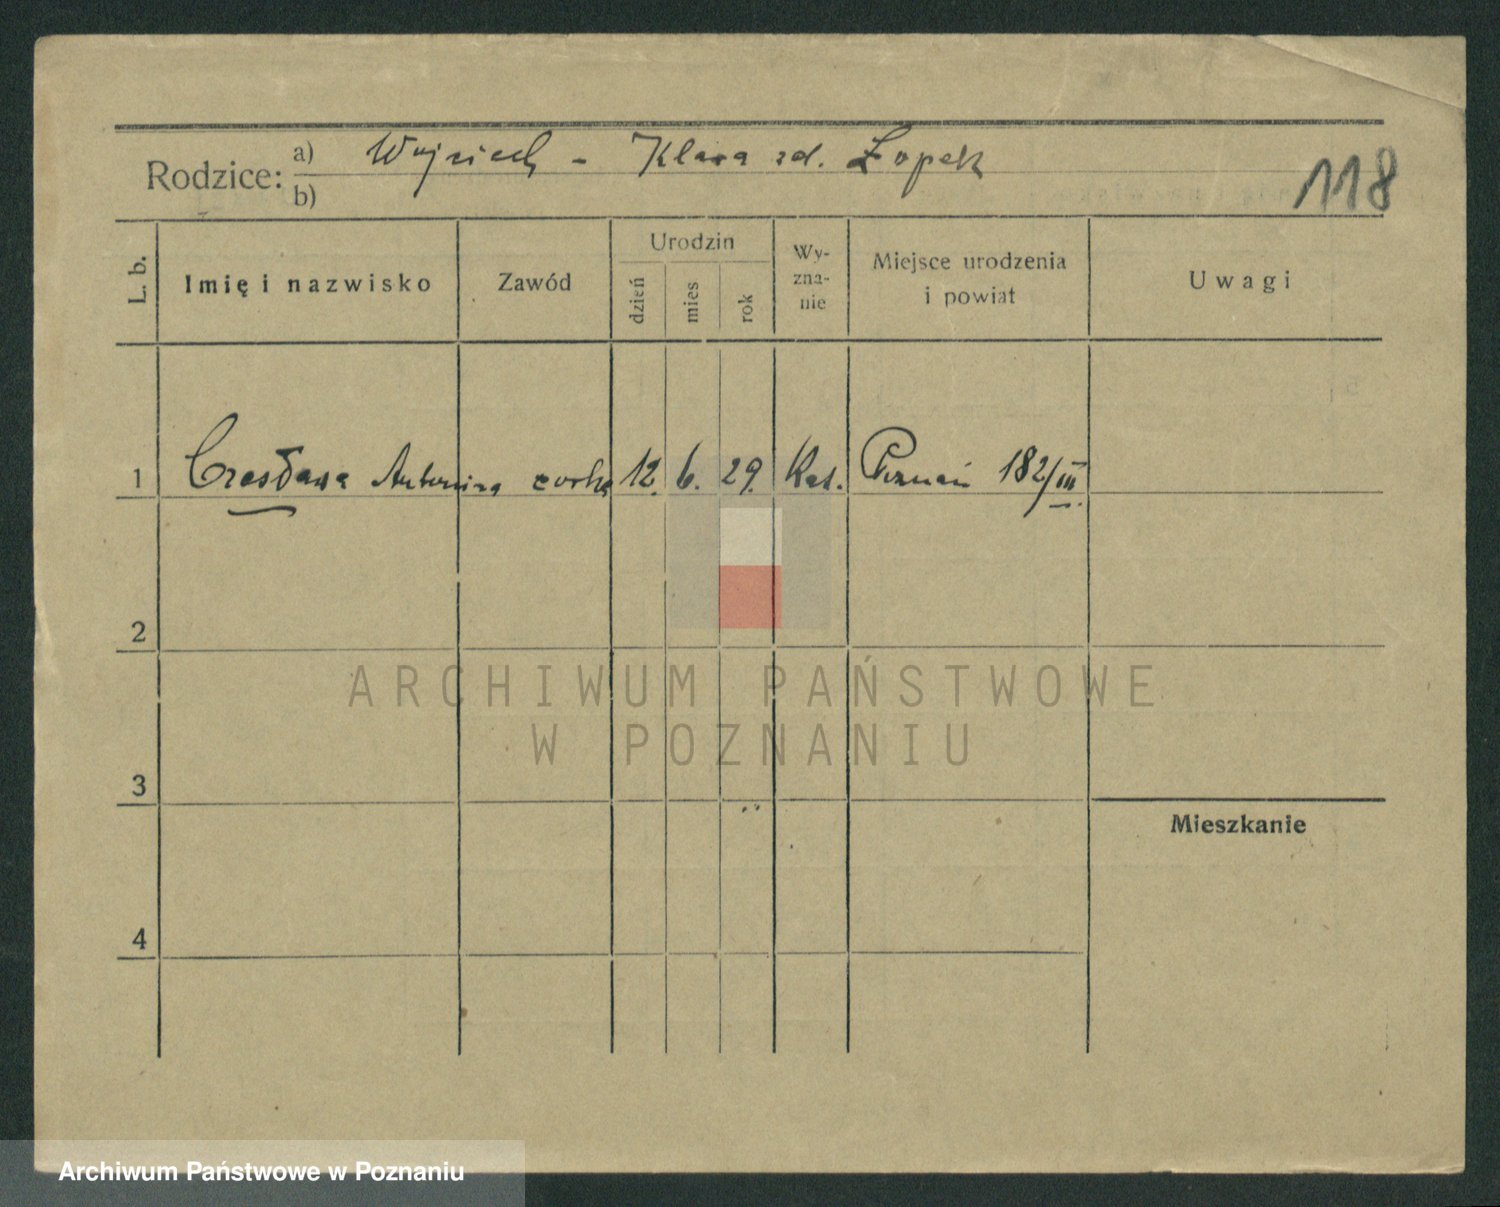 Rodzice: a) Wojciech - Klara zd. Łopek
b)
118
L. b.
Imię i nazwisko
Zawód
Urodzin
dzień
mies
rok
Wy-
zna-
nie
Miejsce urodzenia
i powiat
Uwagi
1 Czesława Antonina córka 12. 6. 29. Kat. Poznań 182/III.
2
ARCHIWUM PAŃSTWOWE
W POZNANIU
3
Mieszkanie
4
Archiwum Państwowe w Poznaniu